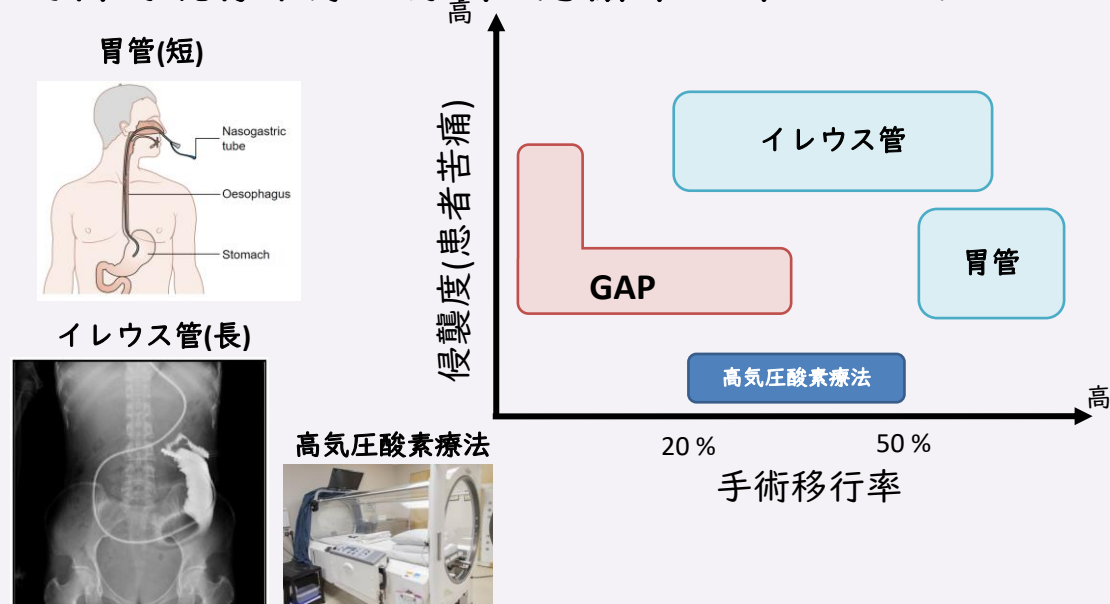 高
胃管(短)
Nasogastric
tube
Oesophagus
Stomach
イレウス管(長)
高気圧酸素療法
侵襲度(患者苦痛)
イレウス管
胃管
GAP
高気圧酸素療法
高
20 %
50 %
手術移行率